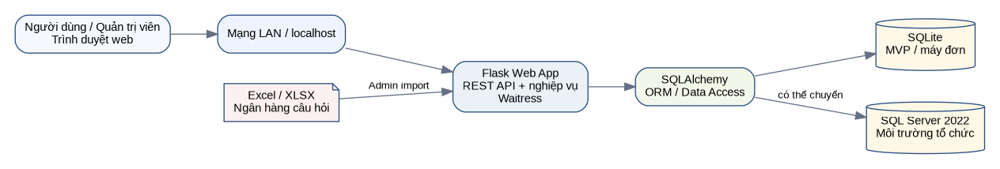 Người dùng / Quản trị viên
Trình duyệt web
Mạng LAN / localhost
Excel / XLSX
Ngân hàng câu hỏi
Admin import
Flask Web App
REST API + nghiệp vụ
Waitress
SQLAlchemy
ORM / Data Access
SQLite
MVP / máy đơn
có thể chuyển
SQL Server 2022
Môi trường tổ chức